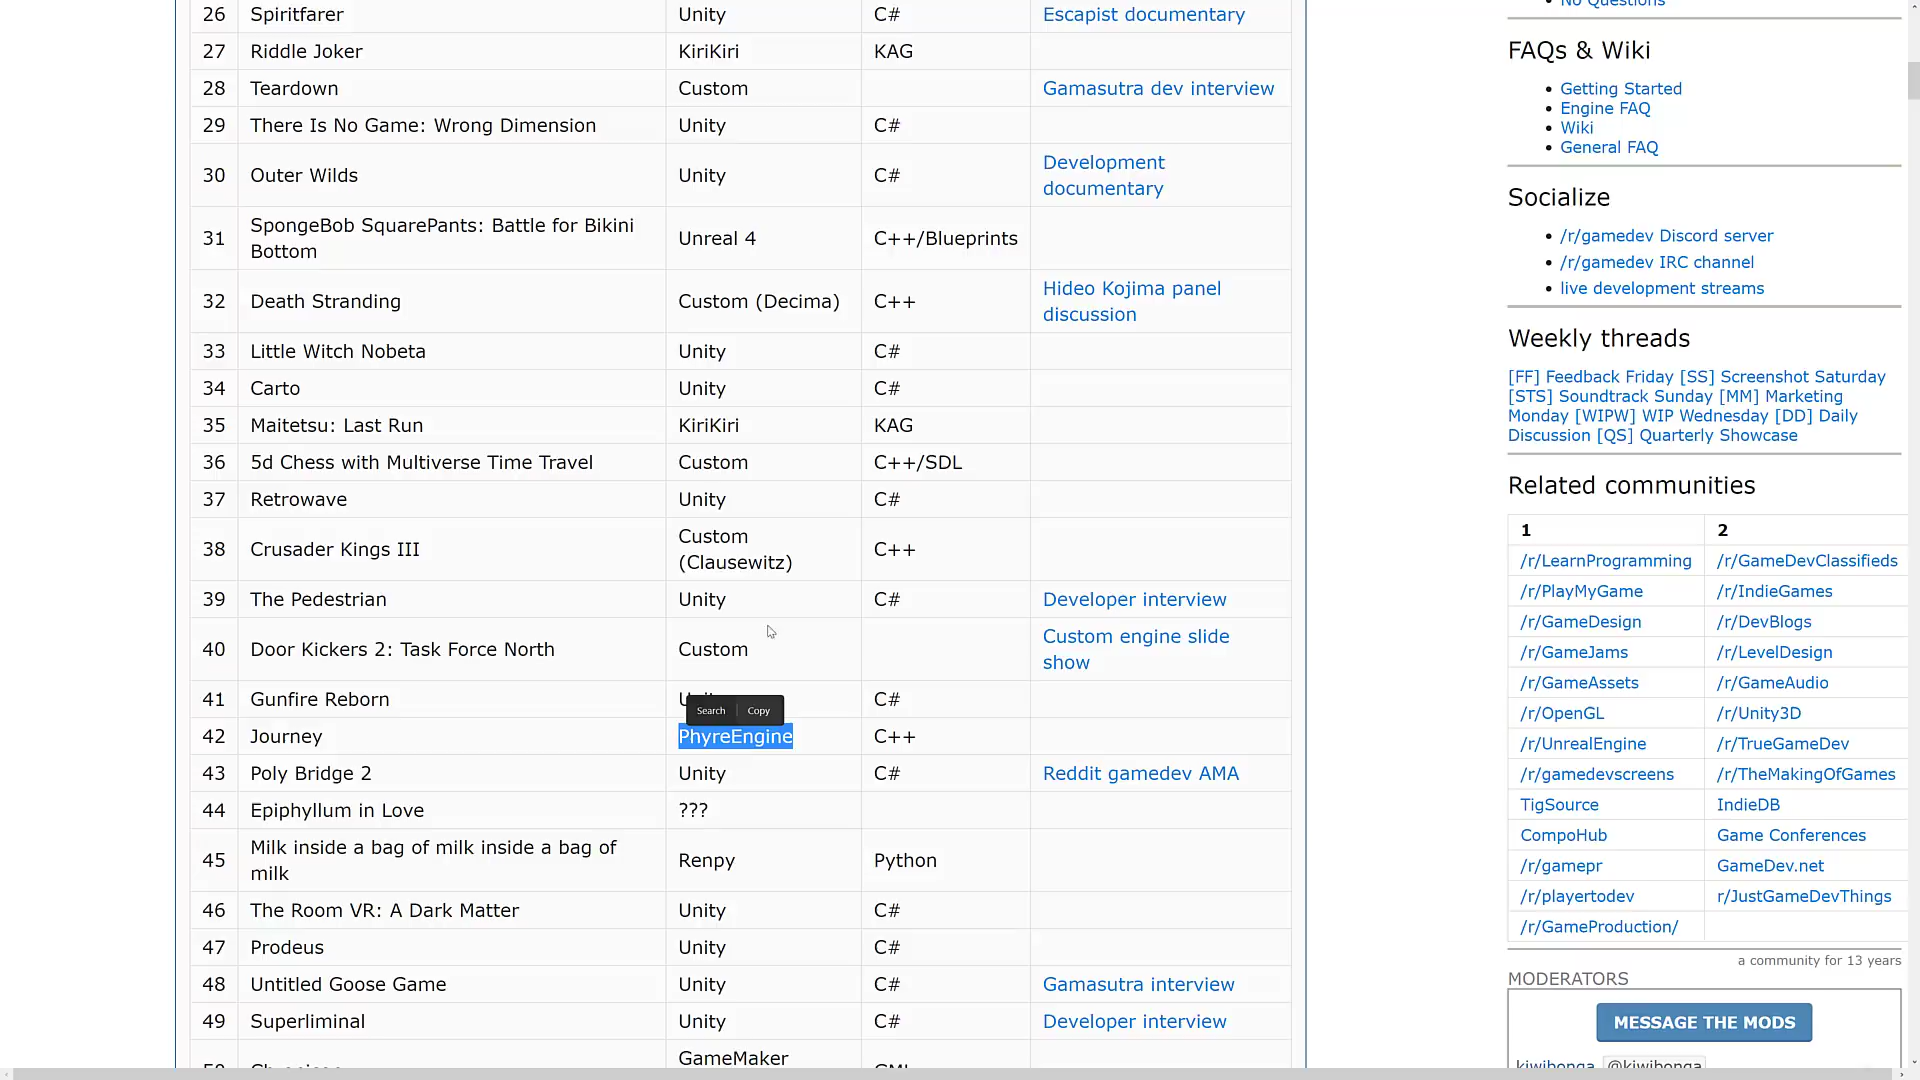 26 Spiritfarer Unity C# Escapist documentary
27 Riddle Joker KiriKiri KAG
28 Teardown Custom Gamasutra dev interview
29 There Is No Game: Wrong Dimension Unity C#
30 Outer Wilds Unity C# Development
documentary
31 SpongeBob SquarePants: Battle for Bikini
Bottom Unreal 4 C++/Blueprints
32 Death Stranding Custom (Decima) C++ Hideo Kojima panel
discussion
33 Little Witch Nobeta Unity C#
34 Carto Unity C#
35 Maitetsu: Last Run KiriKiri KAG
36 5d Chess with Multiverse Time Travel Custom C++/SDL
37 Retrowave Unity C#
38 Crusader Kings III Custom
(Clausewitz) C++
39 The Pedestrian Unity C# Developer interview
40 Door Kickers 2: Task Force North Custom Custom engine slide
show
41 Gunfire Reborn C#
Search Copy
42 Journey PhyreEngine C++
43 Poly Bridge 2 Unity C# Reddit gamedev AMA
44 Epiphyllum in Love ???
45 Milk inside a bag of milk inside a bag of
milk Renpy Python
46 The Room VR: A Dark Matter Unity C#
47 Prodeus Unity C#
48 Untitled Goose Game Unity C# Gamasutra interview
49 Superliminal Unity C# Developer interview
GameMaker
No Questions
FAQs & Wiki
Getting Started
Engine FAQ
Wiki
General FAQ
Socialize
/r/gamedev Discord server
/r/gamedev IRC channel
live development streams
Weekly threads
[FF] Feedback Friday [SS] Screenshot Saturday
[STS] Soundtrack Sunday [MM] Marketing
Monday [WIPW] WIP Wednesday [DD] Daily
Discussion [QS] Quarterly Showcase
Related communities
1 2
/r/LearnProgramming /r/GameDevClassifieds
/r/PlayMyGame /r/IndieGames
/r/GameDesign /r/DevBlogs
/r/GameJams /r/LevelDesign
/r/GameAssets /r/GameAudio
/r/OpenGL /r/Unity3D
/r/UnrealEngine /r/TrueGameDev
/r/gamedevscreens /r/TheMakingOfGames
TigSource IndieDB
CompoHub Game Conferences
/r/gamepr GameDev.net
/r/playertodev r/JustGameDevThings
/r/GameProduction/
a community for 13 years
MODERATORS
MESSAGE THE MODS
kiwibonga @kiwibonga